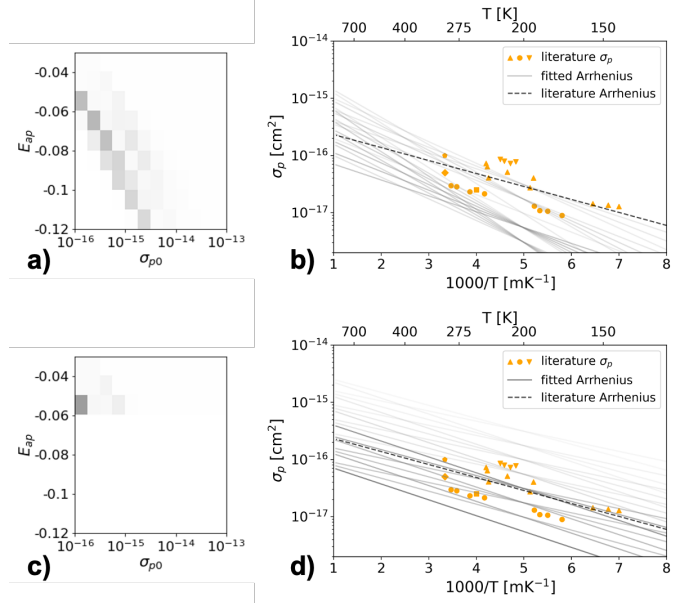 -0.04
-0.06
-0.08
-0.1
-0.12
E_ap
10⁻¹⁶ 10⁻¹⁵ 10⁻¹⁴ 10⁻¹³
σ_p0
a)
T [K]
700 400 275 200 150
10⁻¹⁴
10⁻¹⁵
10⁻¹⁶
10⁻¹⁷
σ_p [cm²]
literature σ_p
fitted Arrhenius
literature Arrhenius
1 2 3 4 5 6 7 8
1000/T [mK⁻¹]
b)
-0.04
-0.06
-0.08
-0.1
-0.12
E_ap
10⁻¹⁶ 10⁻¹⁵ 10⁻¹⁴ 10⁻¹³
σ_p0
c)
T [K]
700 400 275 200 150
10⁻¹⁴
10⁻¹⁵
10⁻¹⁶
10⁻¹⁷
σ_p [cm²]
literature σ_p
fitted Arrhenius
literature Arrhenius
1 2 3 4 5 6 7 8
1000/T [mK⁻¹]
d)